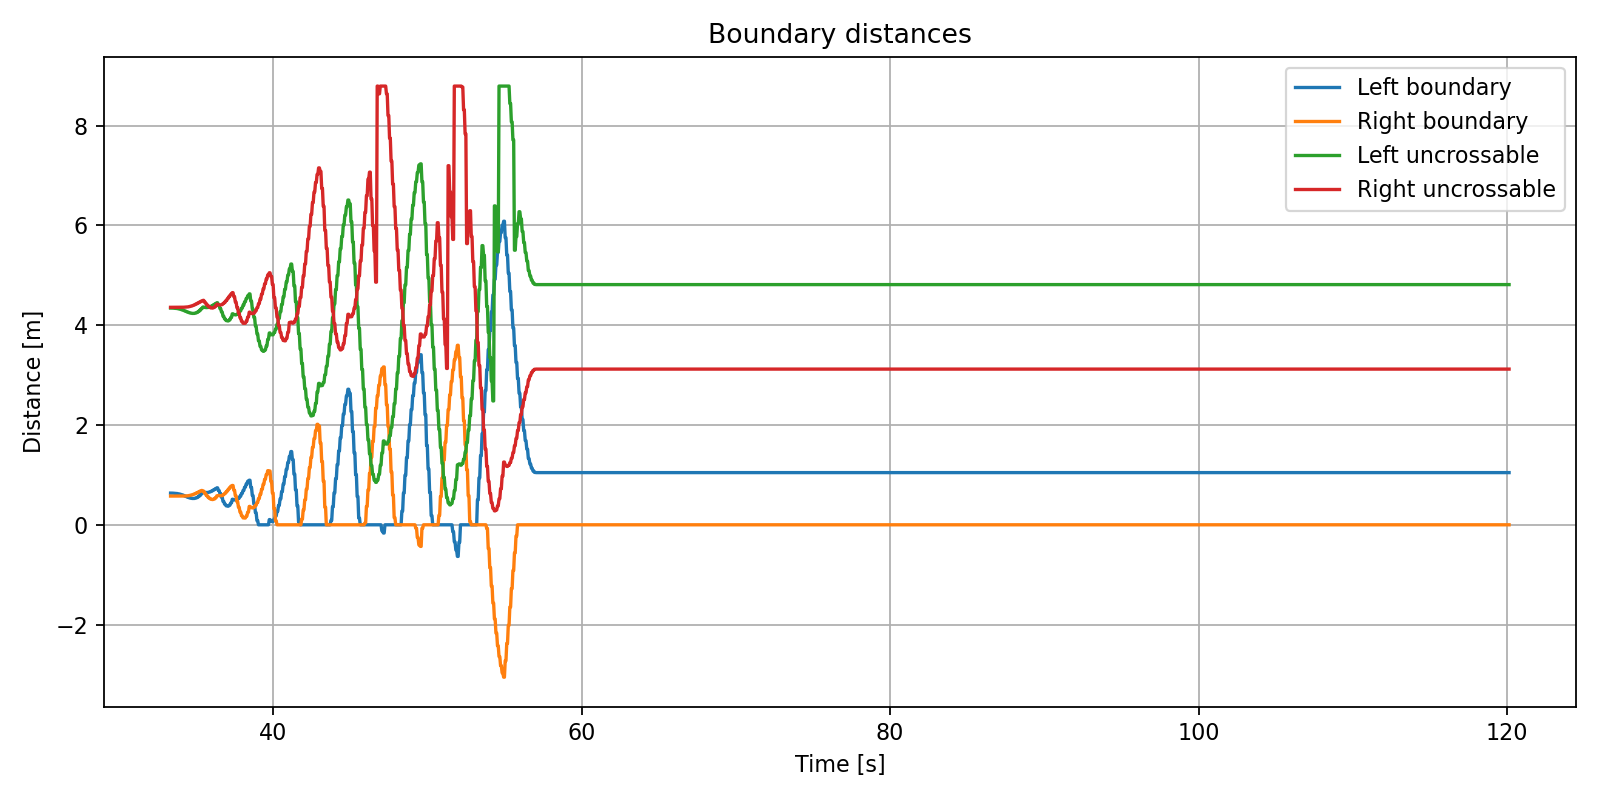 Boundary distances
Left boundary
Right boundary
Left uncrossable
Right uncrossable
Distance [m]
8
6
4
2
0
−2
40
60
80
100
120
Time [s]